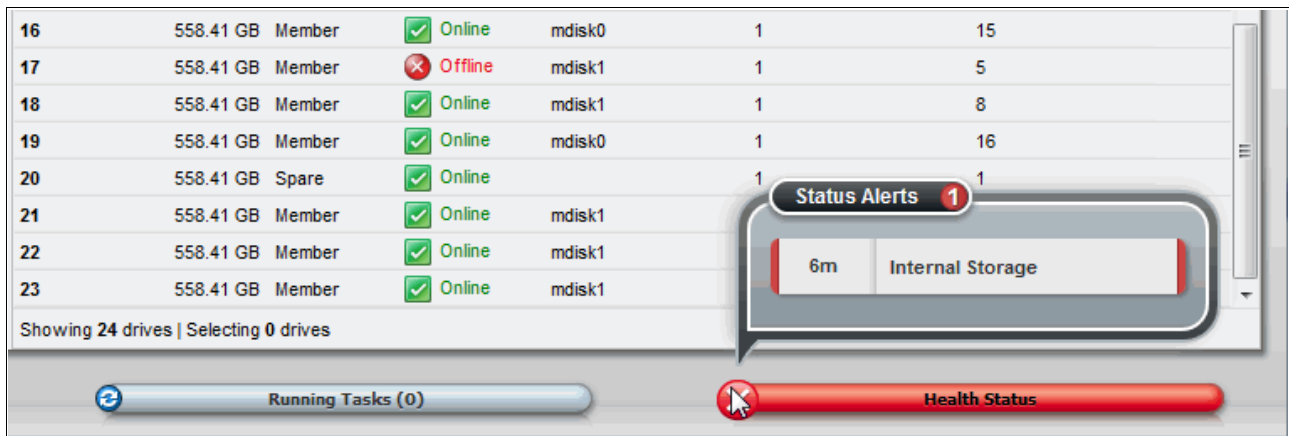 16 558.41 GB Member Online mdisk0 1 15
17 558.41 GB Member Offline mdisk1 1 5
18 558.41 GB Member Online mdisk1 1 8
19 558.41 GB Member Online mdisk0 1 16
20 558.41 GB Spare Online 1 1
21 558.41 GB Member Online mdisk1
22 558.41 GB Member Online mdisk1
23 558.41 GB Member Online mdisk1
Status Alerts 1
6m Internal Storage
Showing 24 drives | Selecting 0 drives
Running Tasks (0)
Health Status